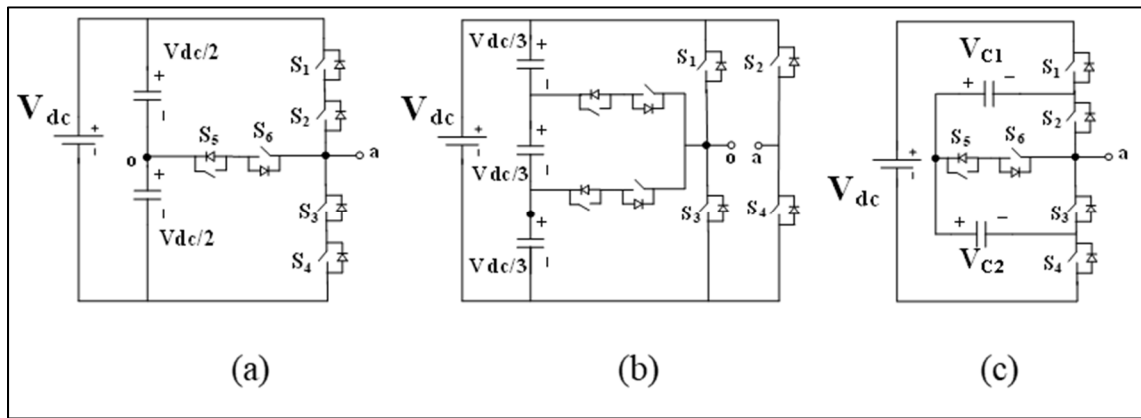 Vdc/2
+
S1
Vdc
+
S2
S5
S6
o
a
+
S3
Vdc/2
S4
(a)
Vdc/3
+
S1
S2
Vdc
+
+
o
a
Vdc/3
S3
S4
+
Vdc/3
(b)
VC1
S1
+
−
S2
S5
S6
a
Vdc
+
S3
+
−
VC2
S4
(c)